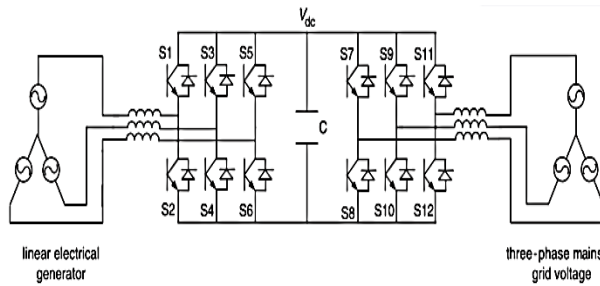 Vdc
S1
S3
S5
S7
S9
S11
C
S2
S4
S6
S8
S10
S12
linear electrical
generator
three-phase mains
grid voltage